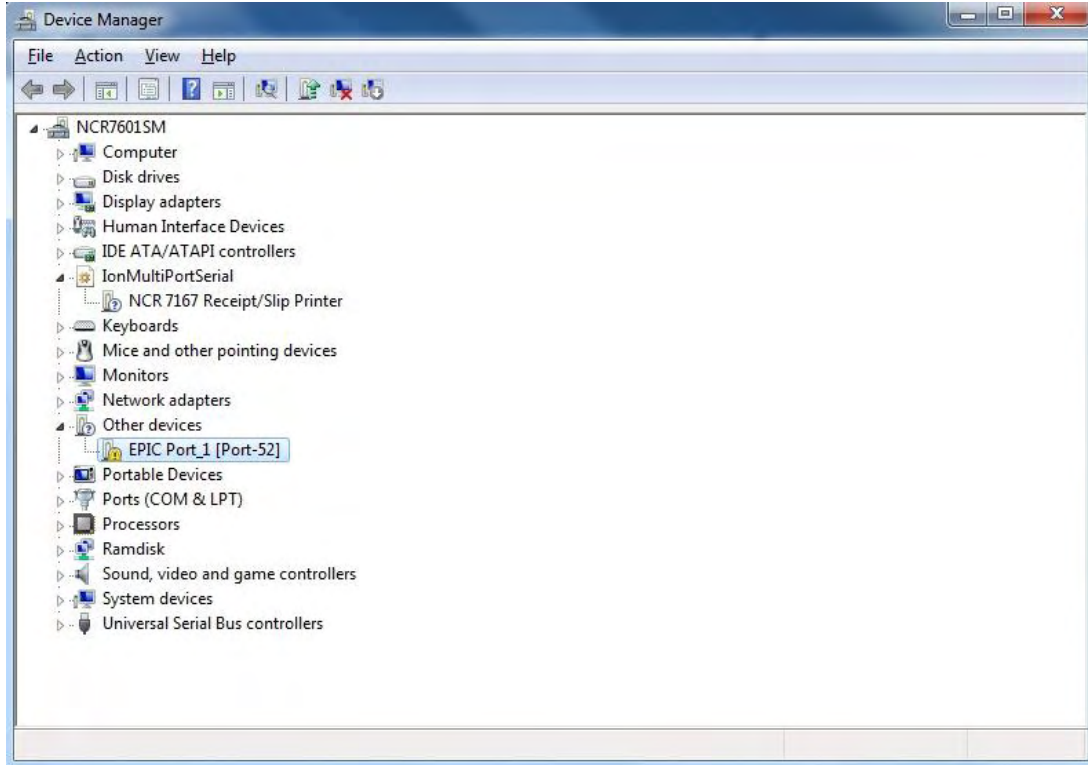 Device Manager
File Action View Help
NCR7601SM
Computer
Disk drives
Display adapters
Human Interface Devices
IDE ATA/ATAPI controllers
IonMultiPortSerial
NCR 7167 Receipt/Slip Printer
Keyboards
Mice and other pointing devices
Monitors
Network adapters
Other devices
EPIC Port_1 [Port-52]
Portable Devices
Ports (COM & LPT)
Processors
Ramdisk
Sound, video and game controllers
System devices
Universal Serial Bus controllers